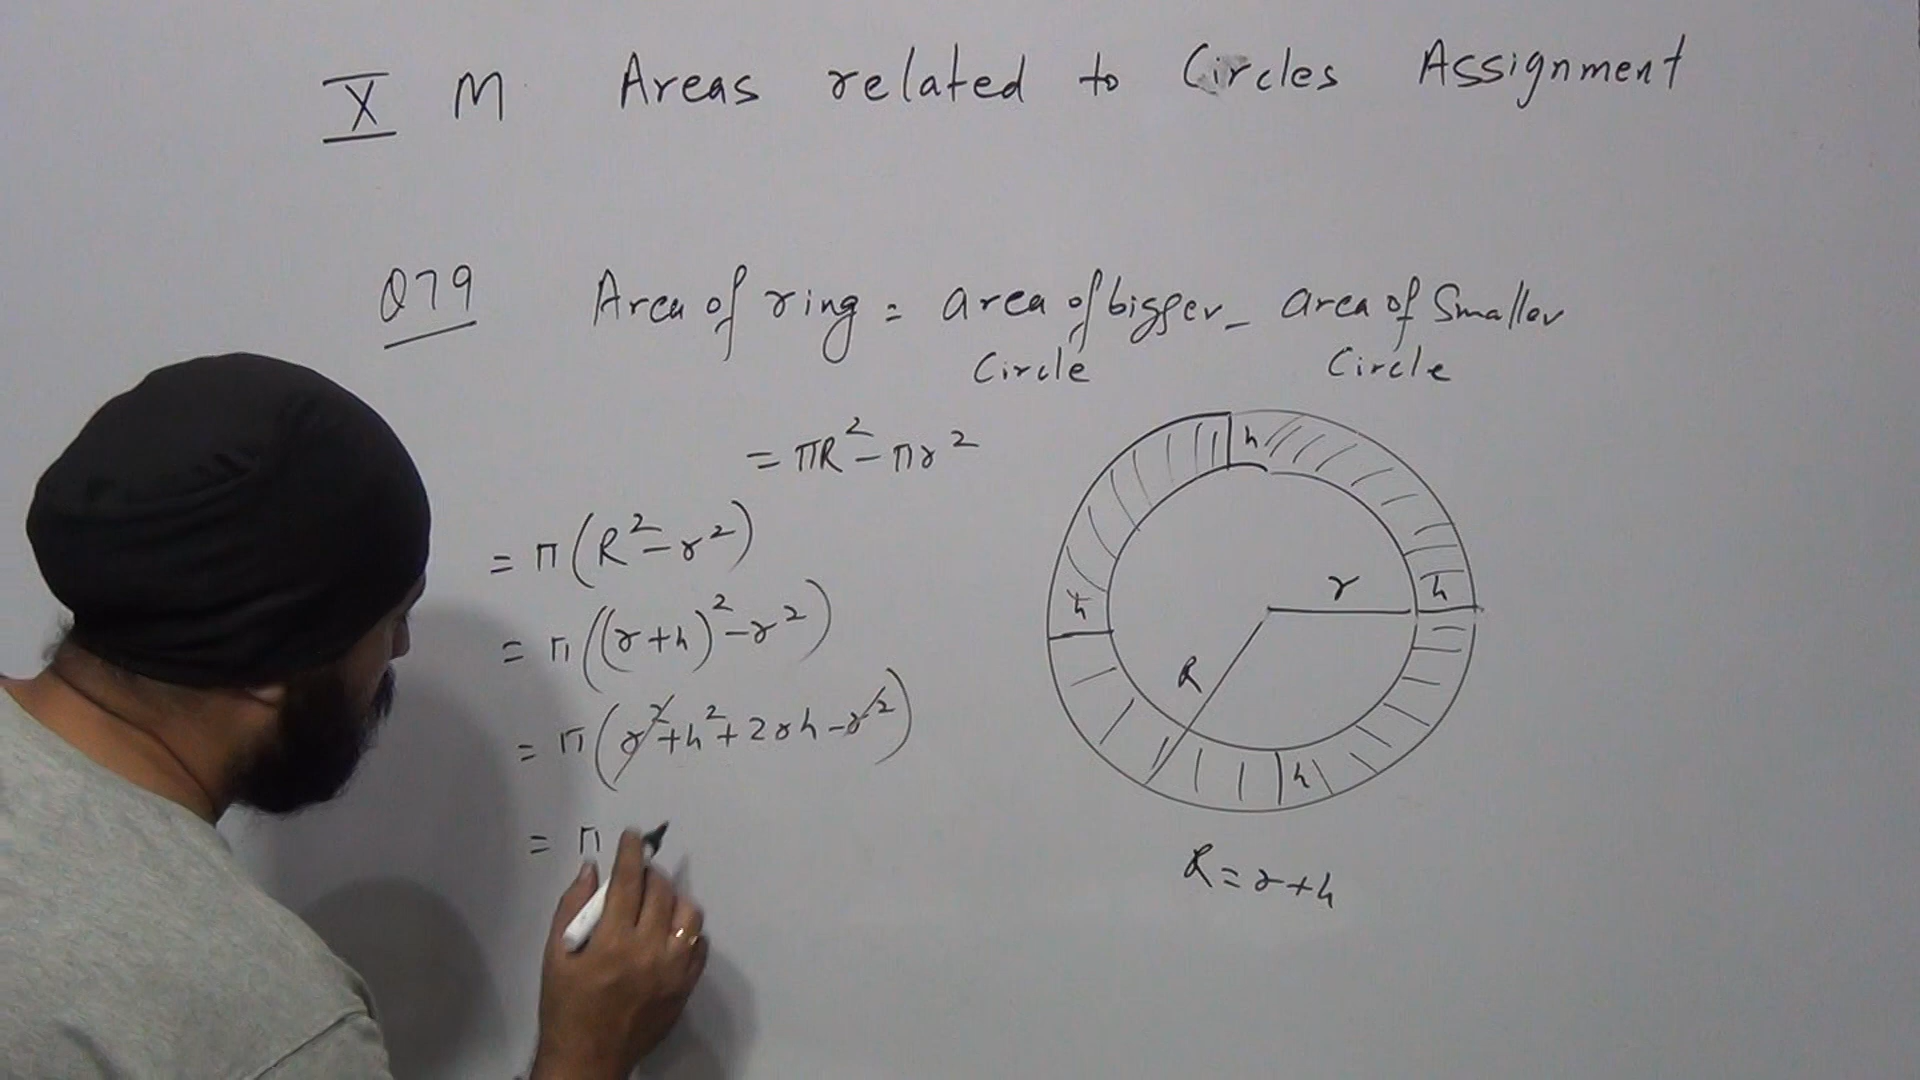 X M Areas related to Circles Assignment
Q79 Area of ring = area of bigger - area of Smaller
Circle Circle
= πR² - πr²
= π(R² - r²)
= π((r+h)² - r²)
= π(r² + h² + 2rh - r²)
= π
h
h
r
h
R
h
R = r + h